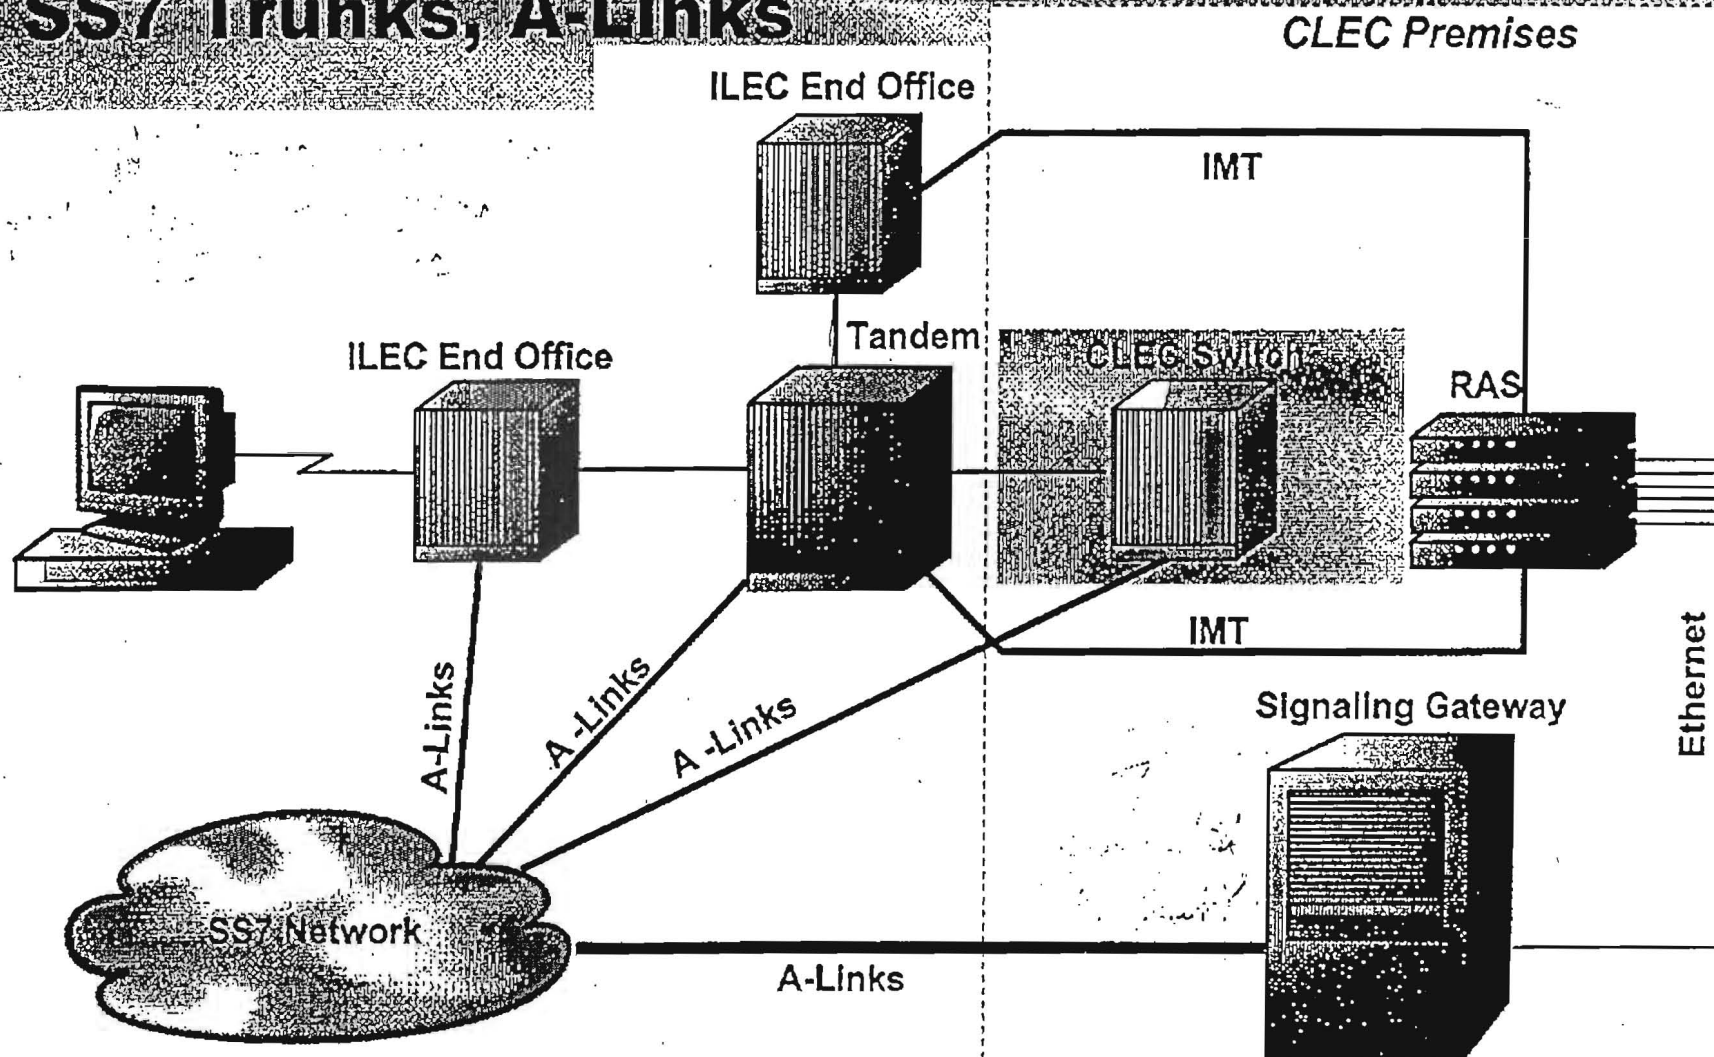 SS7 Trunks, A-Links
CLEC Premises
ILEC End Office
IMT
Tandem
ILEC End Office
CLEC Switch
RAS
IMT
Ethernet
A-Links
A -Links
A -Links
Signaling Gateway
SS7 Network
A-Links